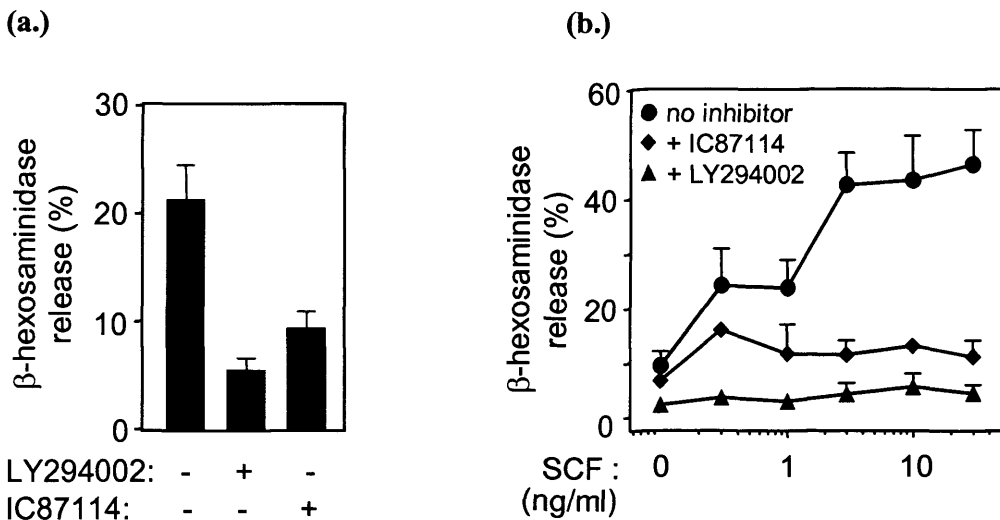 (a.)
β-hexosaminidase
release (%)
30
20
10
0
LY294002: - + -
IC87114: - - +
(b.)
β-hexosaminidase
release (%)
60
40
20
0
no inhibitor
+ IC87114
+ LY294002
SCF : 0 1 10
(ng/ml)